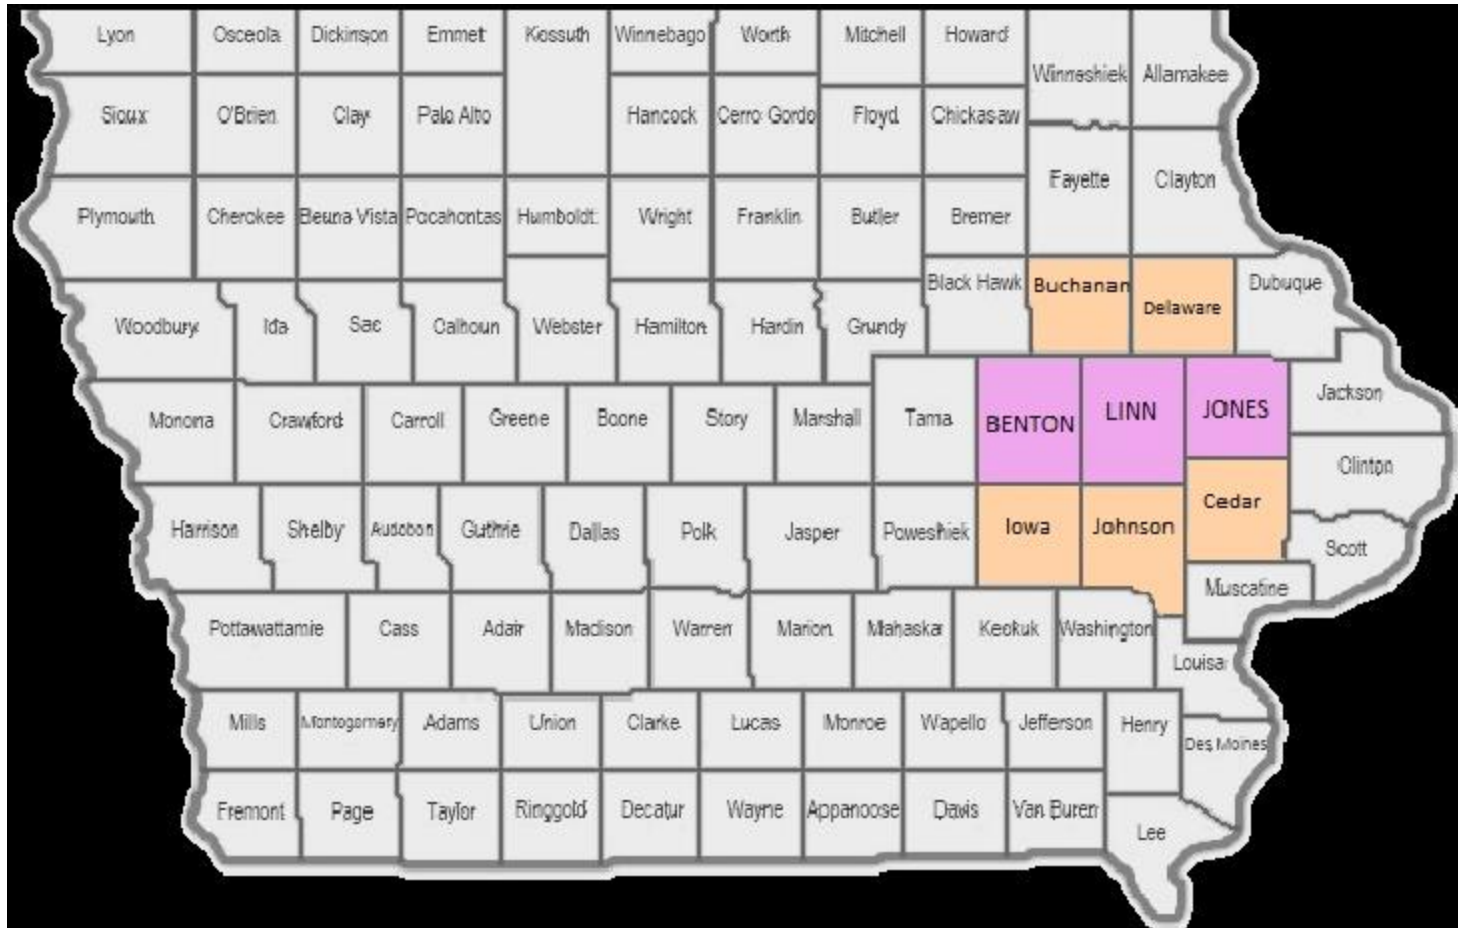 Lyon
Osceola
Dickinson
Emmet
Kossuth
Winnebago
Worth
Mitchell
Howard
Winneshiek
Allamakee
Sioux
O'Brien
Clay
Palo Alto
Hancock
Cerro Gordo
Floyd
Chickasaw
Fayette
Clayton
Plymouth
Cherokee
Beuna Vista
Pocahontas
Humboldt
Wright
Franklin
Butler
Bremer
Black Hawk
Buchanan
Delaware
Dubuque
Woodbury
Ida
Sac
Calhoun
Webster
Hamilton
Hardin
Grundy
Monona
Crawford
Carroll
Greene
Boone
Story
Marshall
Tama
BENTON
LINN
JONES
Jackson
Clinton
Harrison
Shelby
Audobon
Guthrie
Dallas
Polk
Jasper
Poweshiek
Iowa
Johnson
Cedar
Scott
Muscatine
Pottawattamie
Cass
Adair
Madison
Warren
Marion
Mahaska
Keokuk
Washington
Louisa
Mills
Montogomery
Adams
Union
Clarke
Lucas
Monroe
Wapello
Jefferson
Henry
Des Moines
Fremont
Page
Taylor
Ringgold
Decatur
Wayne
Appanoose
Davis
Van Buren
Lee